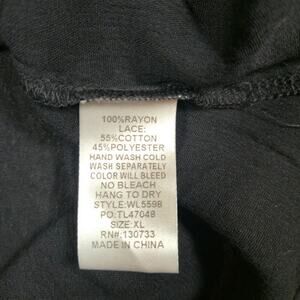 100%RAYON
LACE:
55%COTTON
45%POLYESTER
HAND WASH COLD
WASH SEPARATELY
COLOR WILL BLEED
NO BLEACH
HANG TO DRY
STYLE:WL5598
PO:TL47048
SIZE:XL
RN#:130733
MADE IN CHINA